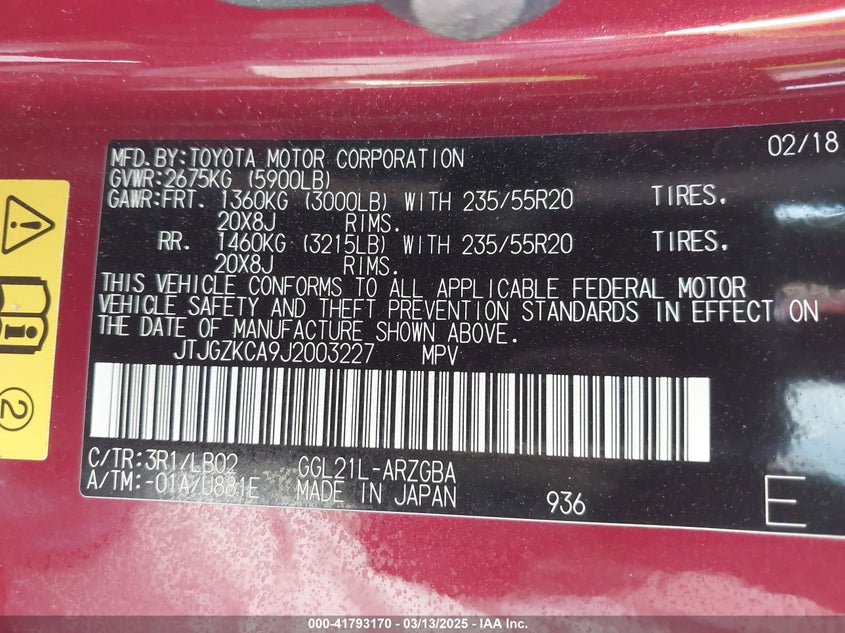 MFD.BY:TOYOTA MOTOR CORPORATION 02/18
GVWR:2675KG (5900LB)
GAWR:FRT. 1360KG (3000LB) WITH 235/55R20 TIRES.
20X8J RIMS.
RR. 1460KG (3215LB) WITH 235/55R20 TIRES.
20X8J RIMS.
THIS VEHICLE CONFORMS TO ALL APPLICABLE FEDERAL MOTOR
VEHICLE SAFETY AND THEFT PREVENTION STANDARDS IN EFFECT ON
THE DATE OF MANUFACTURE SHOWN ABOVE.
JTJGZKCA9J2003227 MPV
C/TR:3R1/LB02 GGL21L-ARZGBA
A/TM:-01A/U881E MADE IN JAPAN 936 E
2
000-41793170 - 03/13/2025 - IAA Inc.